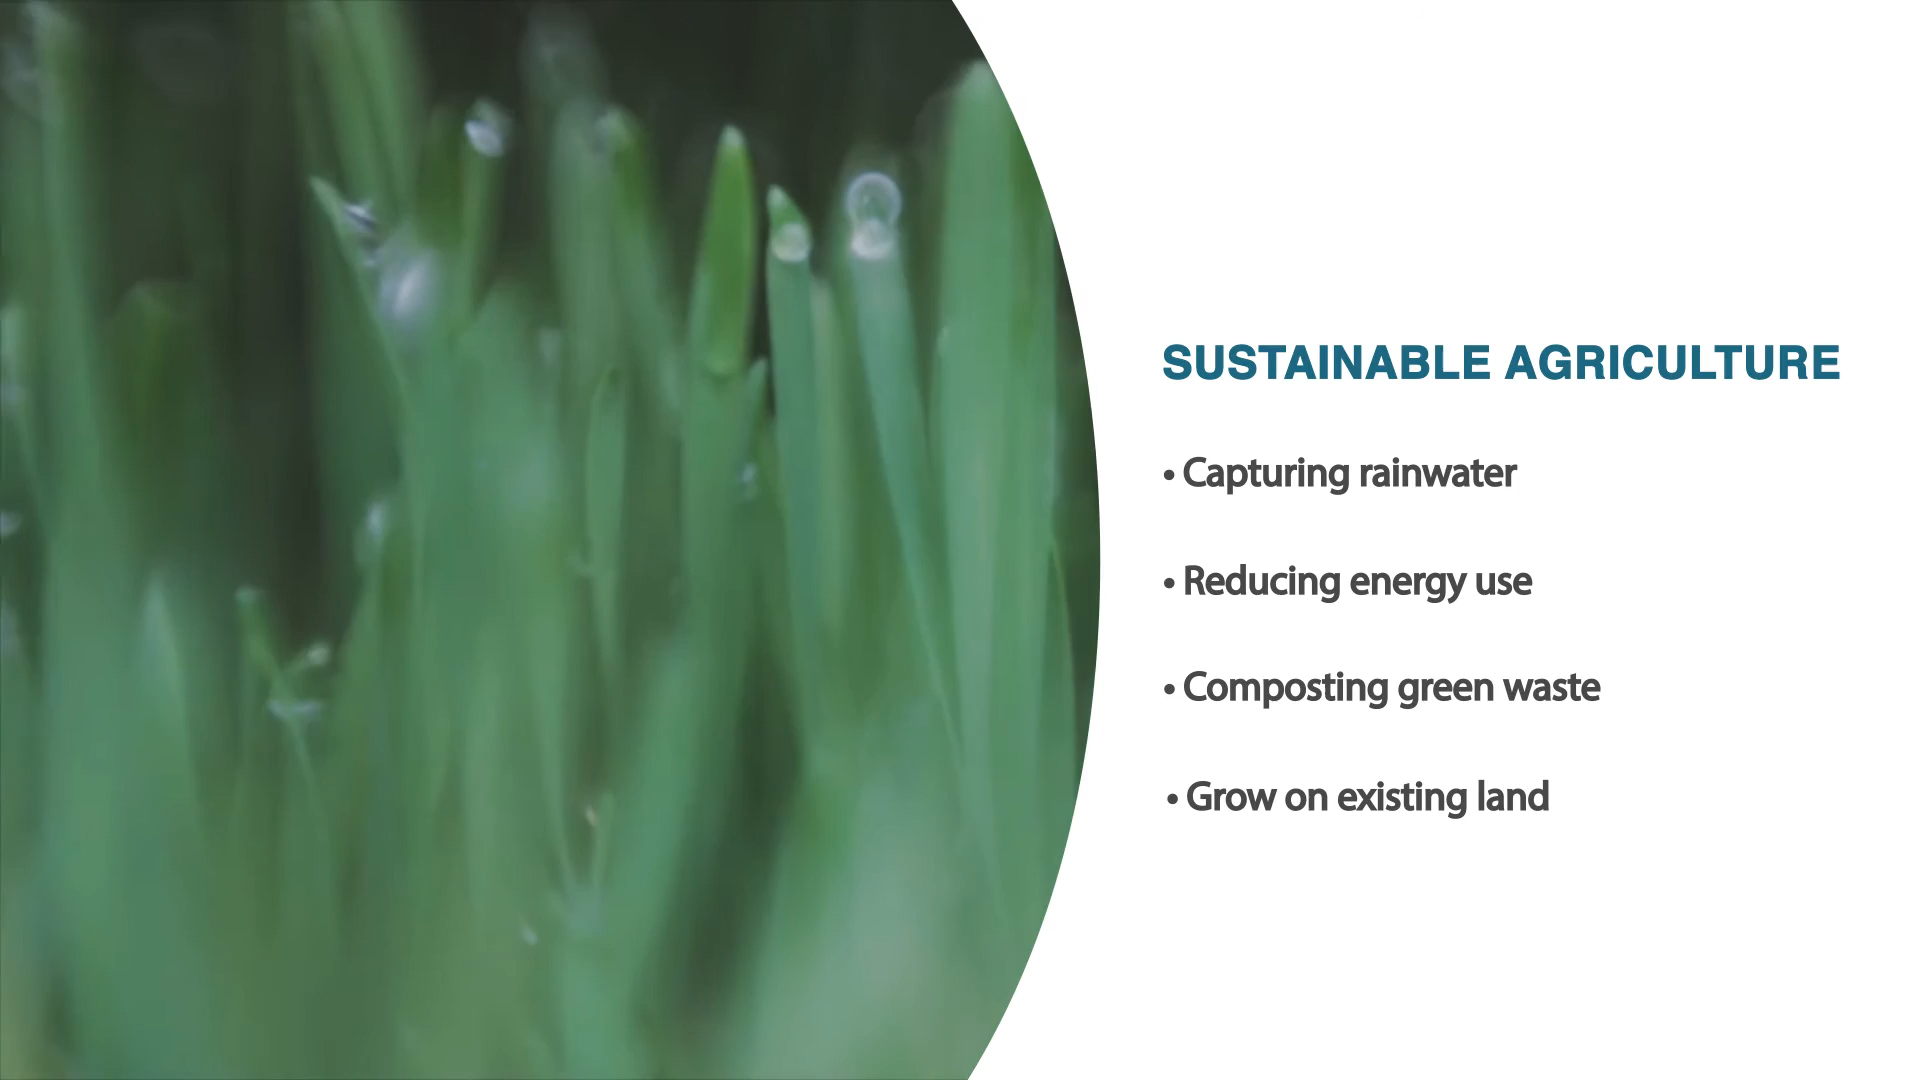 SUSTAINABLE AGRICULTURE
• Capturing rainwater
• Reducing energy use
• Composting green waste
• Grow on existing land